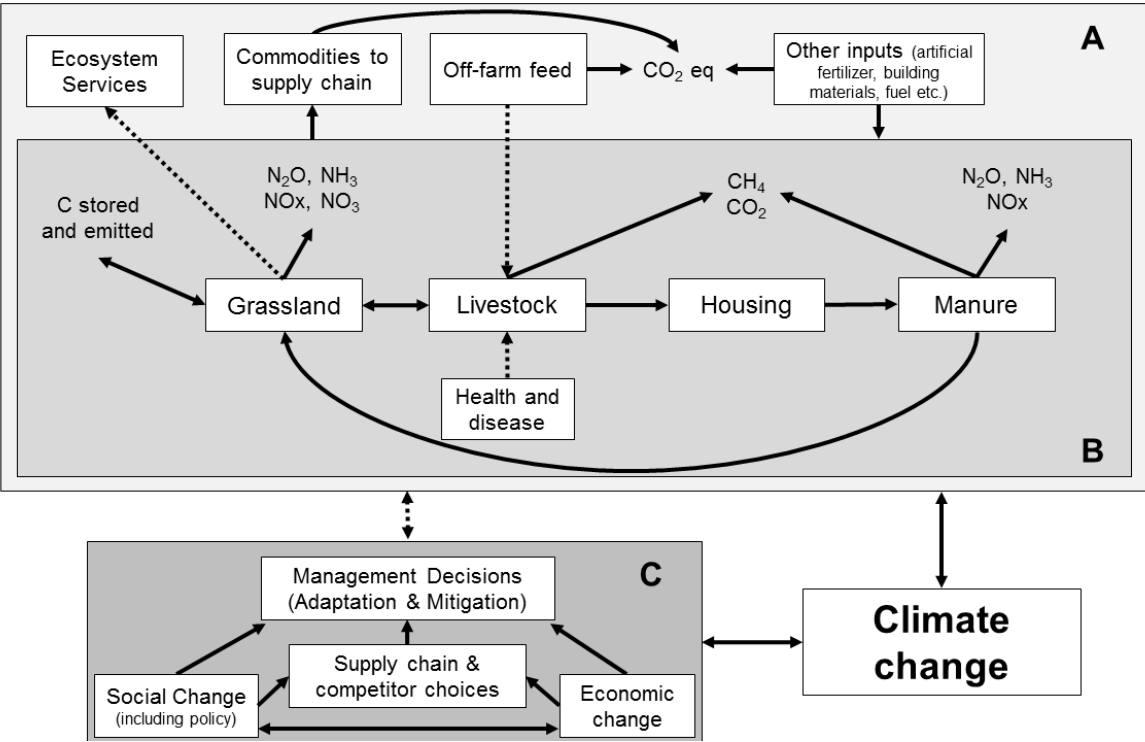 A
Ecosystem
Services
Commodities to
supply chain
Off-farm feed
CO₂ eq
Other inputs (artificial
fertilizer, building
materials, fuel etc.)
C stored
and emitted
N₂O, NH₃
NOx, NO₃
CH₄
CO₂
N₂O, NH₃
NOx
Grassland
Livestock
Housing
Manure
Health and
disease
B
C
Management Decisions
(Adaptation & Mitigation)
Supply chain &
competitor choices
Social Change
(including policy)
Economic
change
Climate
change